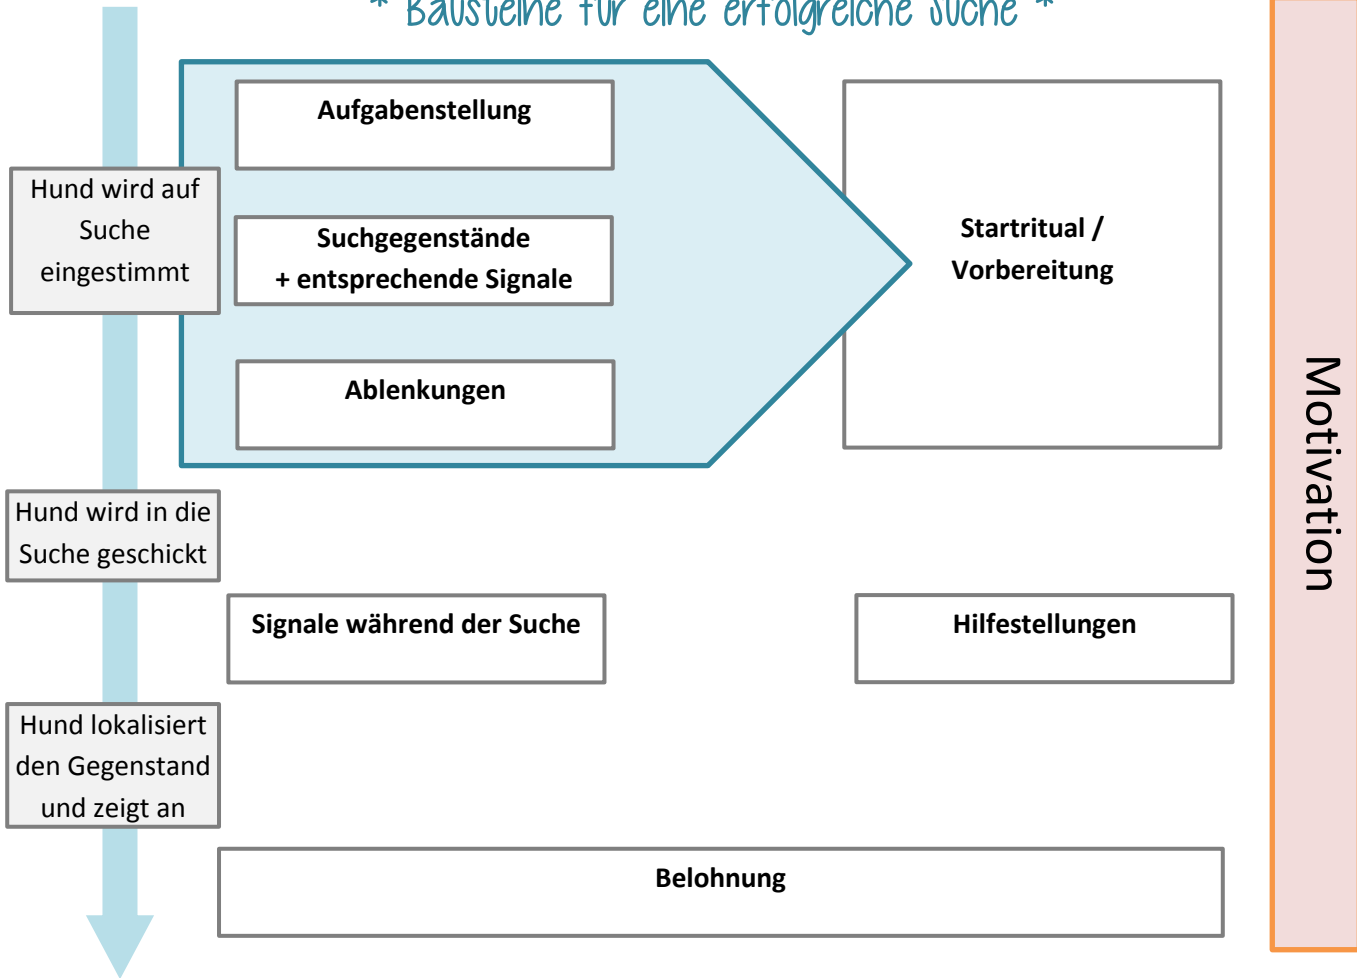 * Bausteine für eine erfolgreiche Suche *
Aufgabenstellung
Hund wird auf
Suche
eingestimmt
Suchgegenstände
+ entsprechende Signale
Startritual /
Vorbereitung
Ablenkungen
Motivation
Hund wird in die
Suche geschickt
Signale während der Suche
Hilfestellungen
Hund lokalisiert
den Gegenstand
und zeigt an
Belohnung